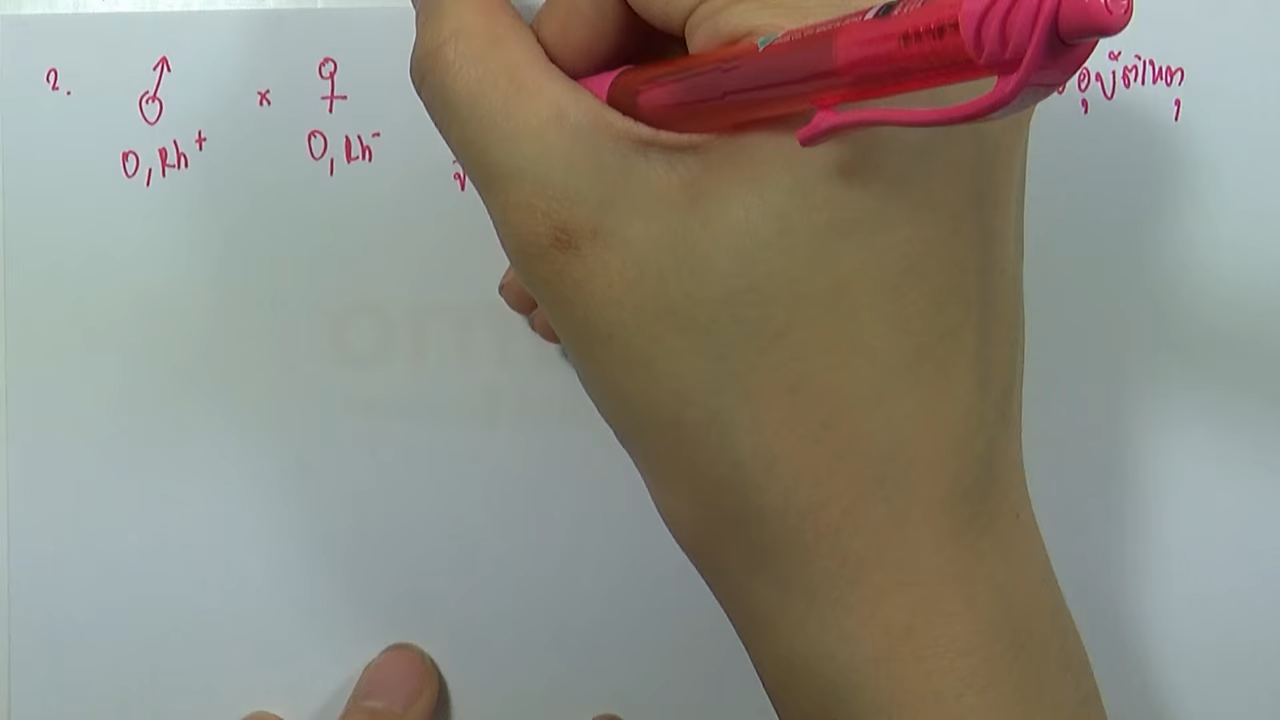 2. ♂ x ♀ อุบัติเหตุ
O, Rh+ O, Rh-